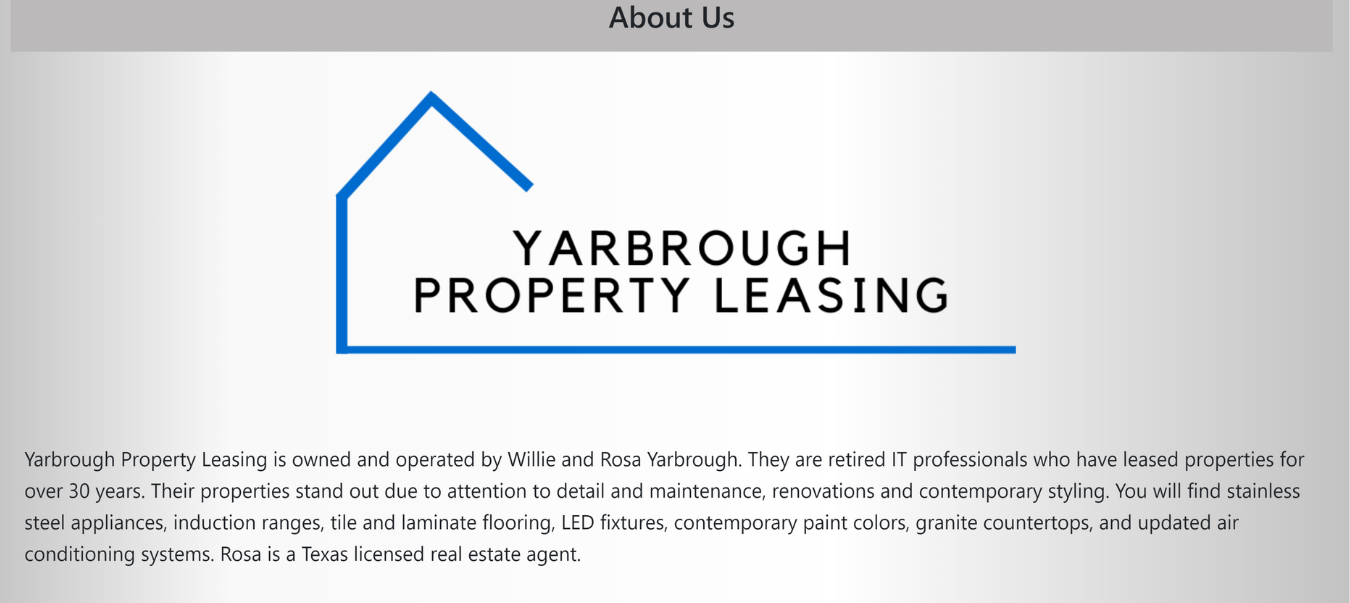 About Us
YARBROUGH
PROPERTY LEASING
Yarbrough Property Leasing is owned and operated by Willie and Rosa Yarbrough. They are retired IT professionals who have leased properties for
over 30 years. Their properties stand out due to attention to detail and maintenance, renovations and contemporary styling. You will find stainless
steel appliances, induction ranges, tile and laminate flooring, LED fixtures, contemporary paint colors, granite countertops, and updated air
conditioning systems. Rosa is a Texas licensed real estate agent.